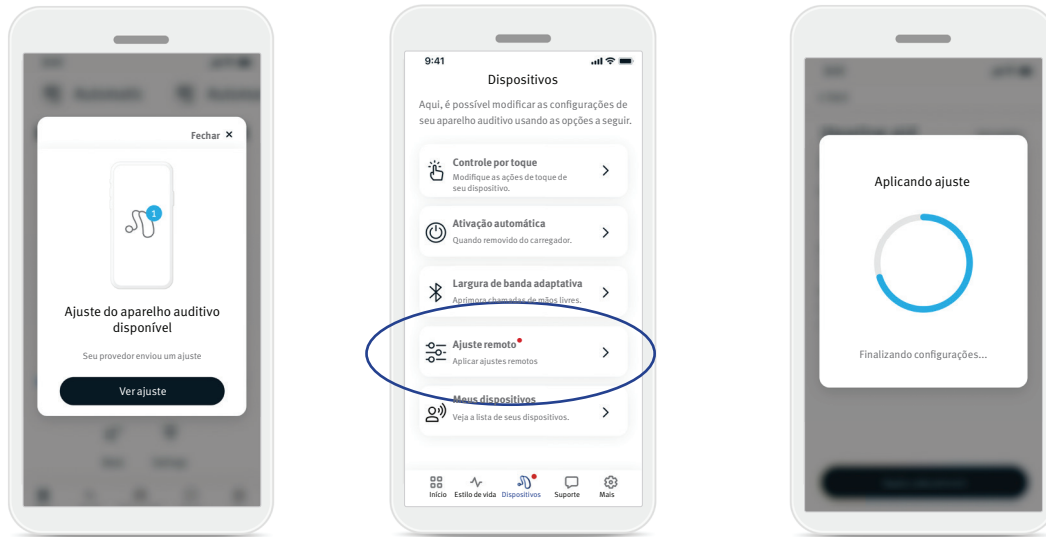 Fechar ×
1
Ajuste do aparelho auditivo
disponível
Seu provedor enviou um ajuste
Ver ajuste
9:41
Dispositivos
Aqui, é possível modificar as configurações de
seu aparelho auditivo usando as opções a seguir.
Controle por toque
Modifique as ações de toque de
seu dispositivo.
Ativação automática
Quando removido do carregador.
Largura de banda adaptativa
Aprimora chamadas de mãos livres.
Ajuste remoto
Aplicar ajustes remotos
Meus dispositivos
Veja a lista de seus dispositivos.
Início Estilo de vida Dispositivos Suporte Mais
Aplicando ajuste
Finalizando configurações...